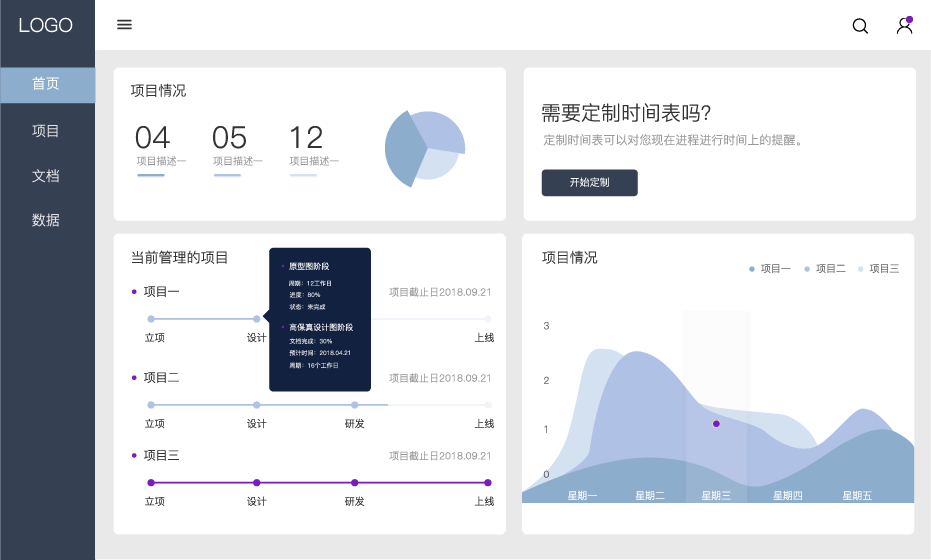 LOGO
首页
项目
文档
数据
项目情况
04 05 12
项目描述一 项目描述一 项目描述一
需要定制时间表吗?
定制时间表可以对您现在进程进行时间上的提醒。
开始定制
当前管理的项目
项目一 项目截止日2018.09.21
立项 设计 上线
原型图阶段
周期：12工作日
进度：80%
状态：未完成
高保真设计图阶段
文档完成：30%
预计时间：2018.04.21
周期：16个工作日
项目二 项目截止日2018.09.21
立项 设计 研发 上线
项目三 项目截止日2018.09.21
立项 设计 研发 上线
项目情况
项目一 项目二 项目三
3
2
1
0
星期一 星期二 星期三 星期四 星期五